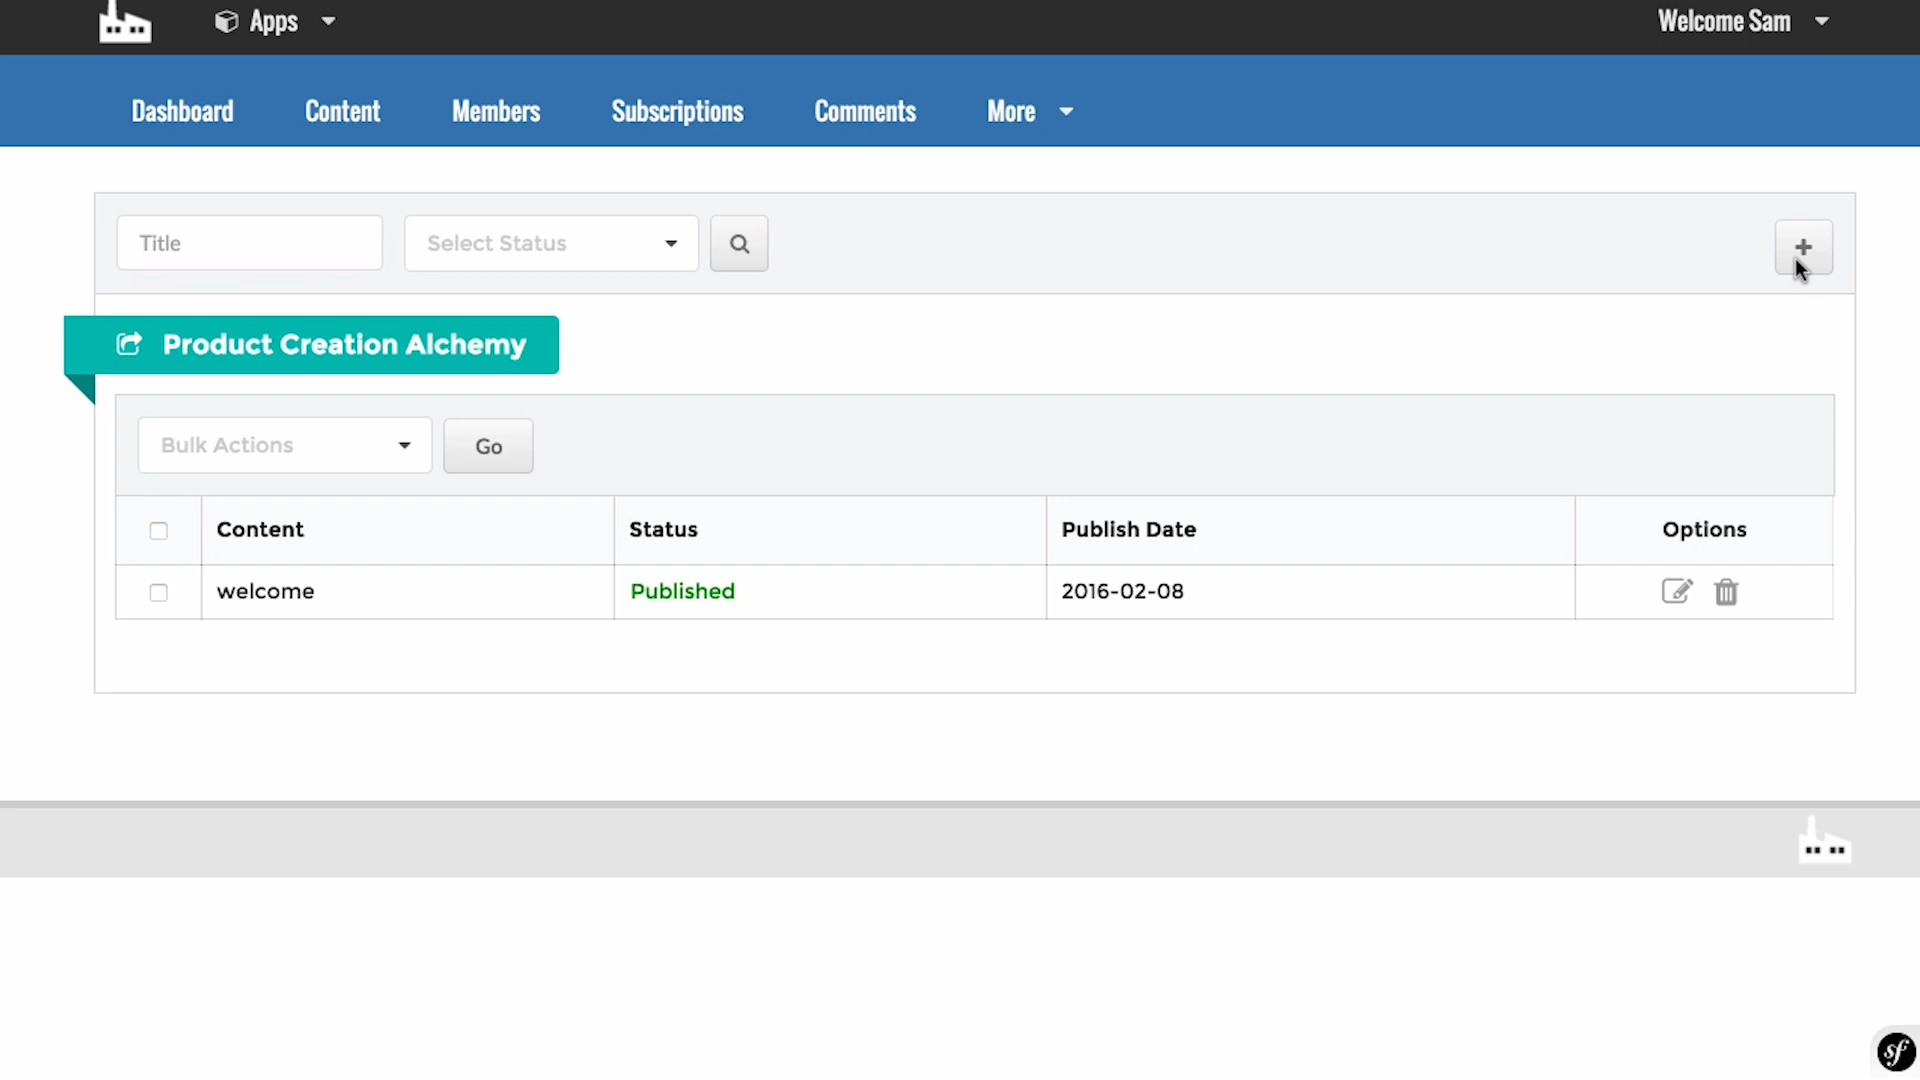 Apps
Welcome Sam
Dashboard Content Members Subscriptions Comments More
Title Select Status +
Product Creation Alchemy
Bulk Actions Go
Content Status Publish Date Options
welcome Published 2016-02-08
sf